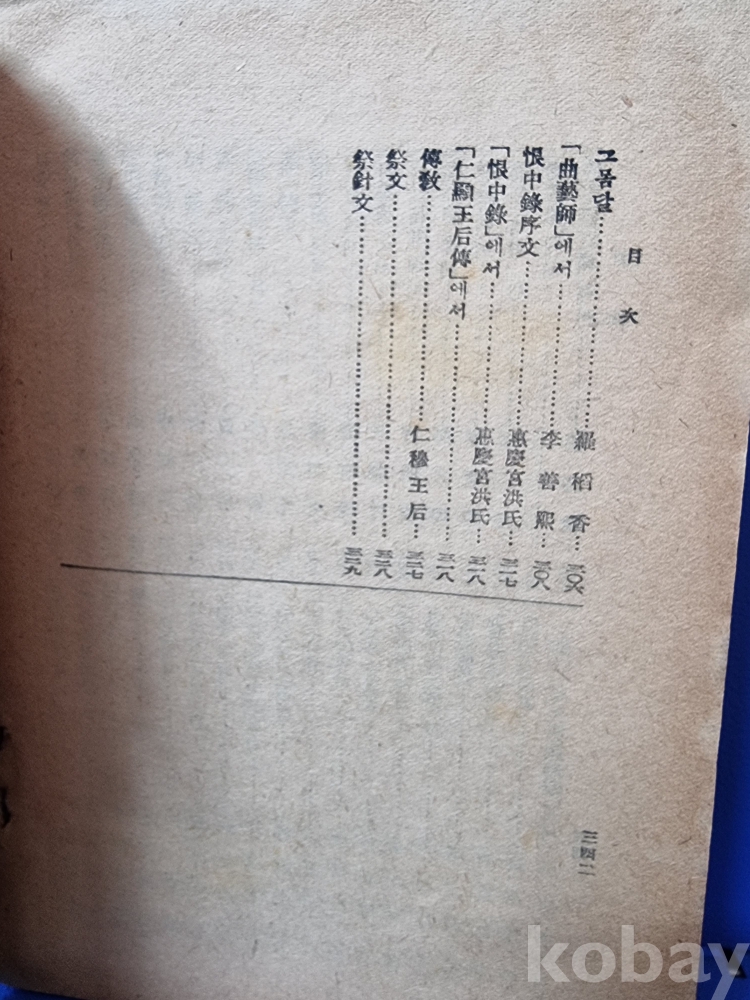 目次
그믐달……羅稻香…三〇六
「曲藝師」에서……李善熙…三〇八
恨中錄序文……惠慶宮洪氏…三一七
「恨中錄」에서……惠慶宮洪氏…三一八
「仁顯王后傳」에서……三一八
傳敎……仁穆王后…三二七
祭文……三二八
祭針文……三二九
三四二
kobay